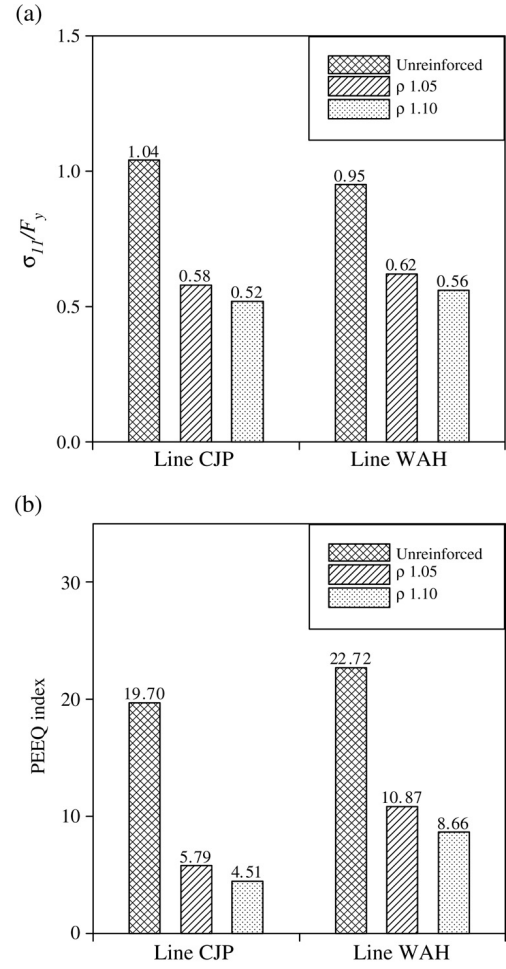 (a)
1.5
1.0
0.5
0.0
σ11/Fy
Unreinforced
ρ 1.05
ρ 1.10
1.04
0.58
0.52
0.95
0.62
0.56
Line CJP
Line WAH
(b)
30
20
10
0
PEEQ index
Unreinforced
ρ 1.05
ρ 1.10
19.70
5.79
4.51
22.72
10.87
8.66
Line CJP
Line WAH